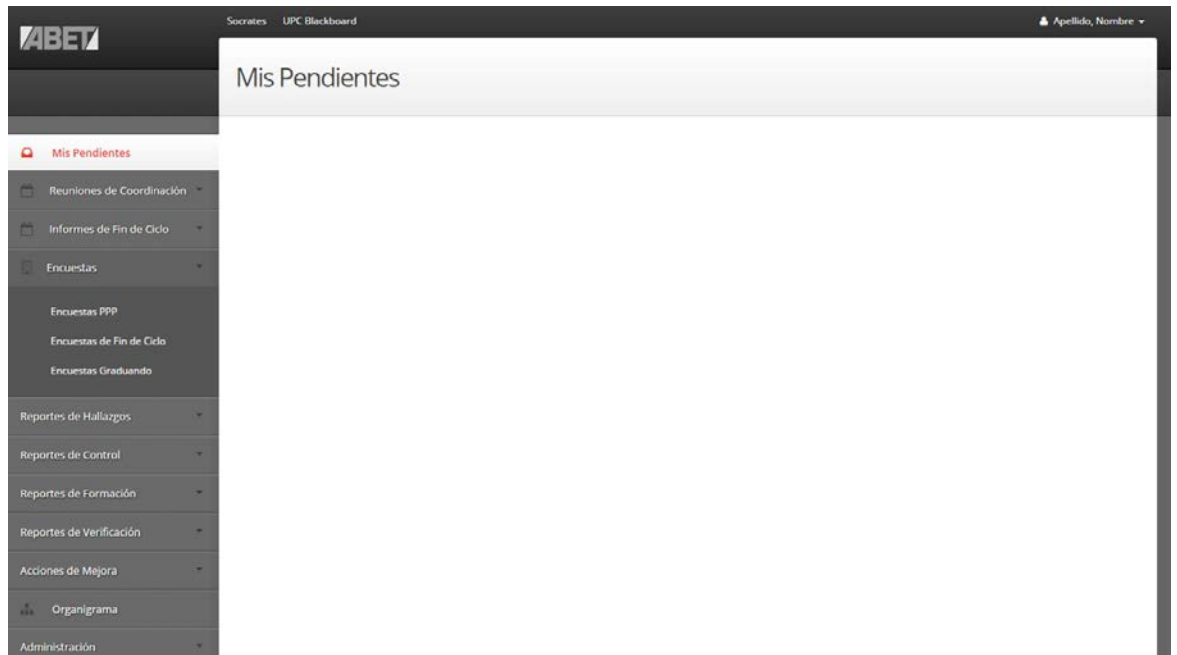 ABET
Socrates UPC Blackboard Apellido, Nombre
Mis Pendientes
Mis Pendientes
Reuniones de Coordinación
Informes de Fin de Ciclo
Encuestas
Encuestas PPP
Encuestas de Fin de Ciclo
Encuestas Graduando
Reportes de Hallazgos
Reportes de Control
Reportes de Formación
Reportes de Verificación
Acciones de Mejora
Organigrama
Administración